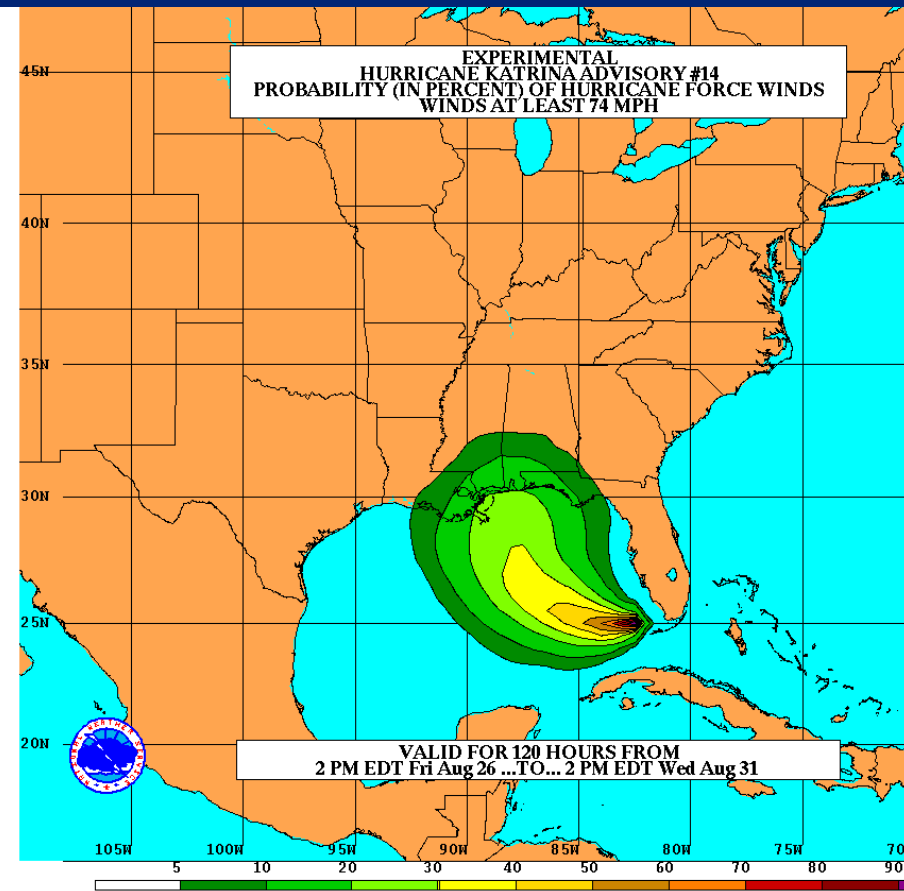 EXPERIMENTAL
HURRICANE KATRINA ADVISORY #14
PROBABILITY (IN PERCENT) OF HURRICANE FORCE WINDS
WINDS AT LEAST 74 MPH
45N
40N
35N
30N
25N
20N
VALID FOR 120 HOURS FROM
2 PM EDT Fri Aug 26 ...TO... 2 PM EDT Wed Aug 31
105W 100W 95W 90W 85W 80W 75W 70
5 10 20 30 40 50 60 70 80 90